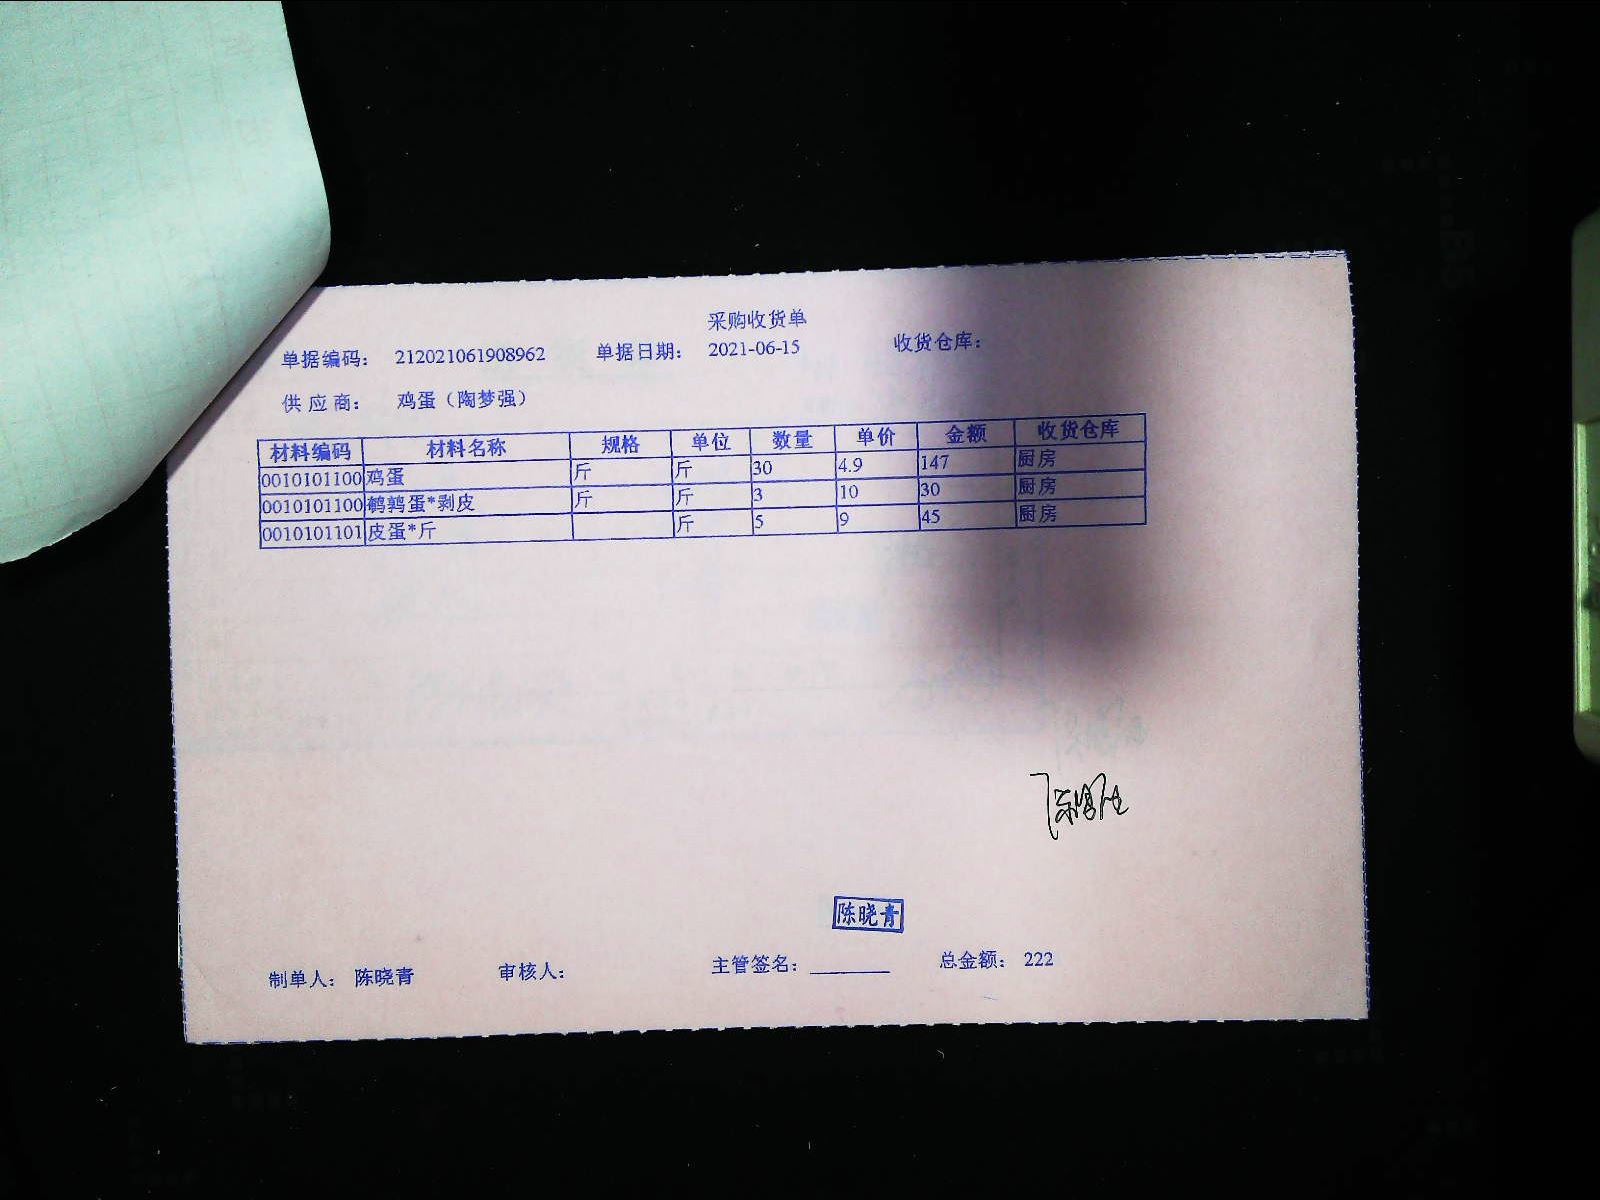 采购收货单
单据编码： 212021061908962 单据日期： 2021-06-15 收货仓库：
供应商： 鸡蛋（陶梦强）
材料编码 材料名称 规格 单位 数量 单价 金额 收货仓库
0010101100 鸡蛋 斤 斤 30 4.9 147 厨房
0010101100 鹌鹑蛋*剥皮 斤 斤 3 10 30 厨房
0010101101 皮蛋*斤 斤 5 9 45 厨房
陈晓青
制单人： 陈晓青 审核人： 主管签名： 总金额： 222